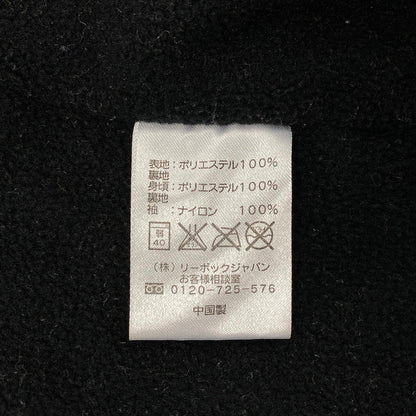 表地：ポリエステル100%
裏地
身頃：ポリエステル100%
裏地
袖　：ナイロン　100%
弱
40
（株）リーボックジャパン
お客様相談室
0120-725-576
中国製